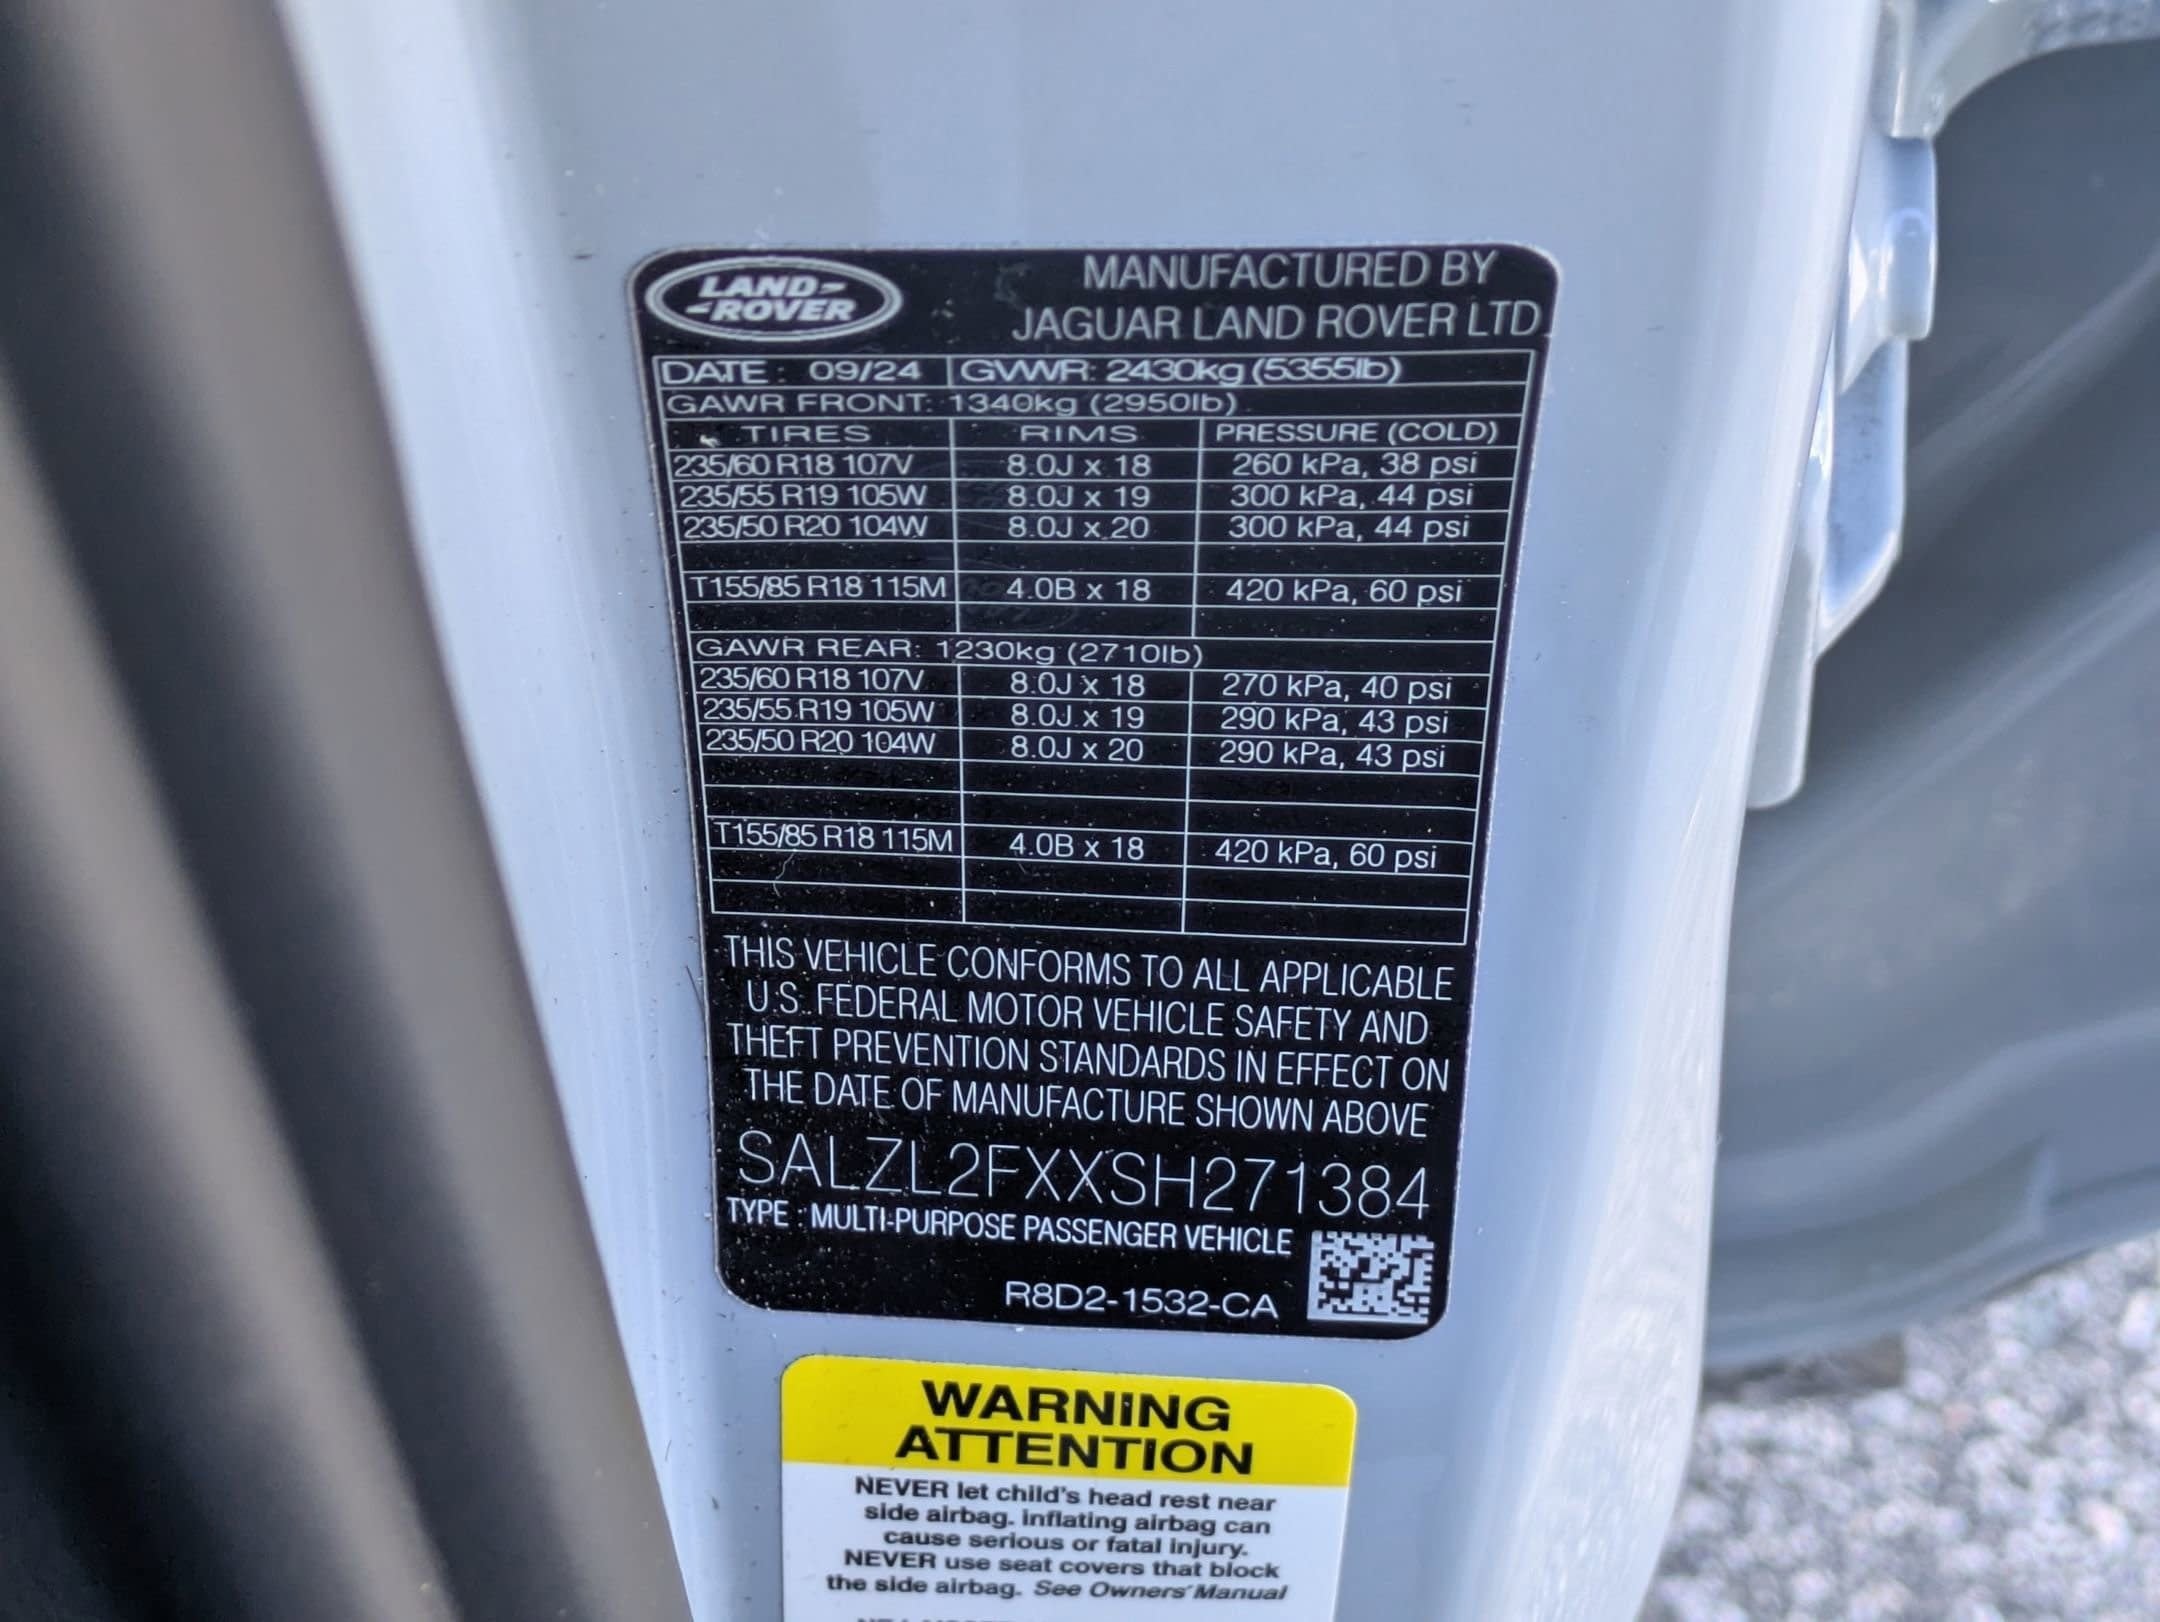 LAND-
-ROVER
MANUFACTURED BY
JAGUAR LAND ROVER LTD
DATE : 09/24 GVWR: 2430kg (5355lb)
GAWR FRONT: 1340kg (2950lb)
TIRES RIMS PRESSURE (COLD)
235/60 R18 107V 8.0J x 18 260 kPa, 38 psi
235/55 R19 105W 8.0J x 19 300 kPa, 44 psi
235/50 R20 104W 8.0J x 20 300 kPa, 44 psi
T155/85 R18 115M 4.0B x 18 420 kPa, 60 psi
GAWR REAR: 1230kg (2710lb)
235/60 R18 107V 8.0J x 18 270 kPa, 40 psi
235/55 R19 105W 8.0J x 19 290 kPa, 43 psi
235/50 R20 104W 8.0J x 20 290 kPa, 43 psi
T155/85 R18 115M 4.0B x 18 420 kPa, 60 psi
THIS VEHICLE CONFORMS TO ALL APPLICABLE
U.S. FEDERAL MOTOR VEHICLE SAFETY AND
THEFT PREVENTION STANDARDS IN EFFECT ON
THE DATE OF MANUFACTURE SHOWN ABOVE
SALZL2FXXSH271384
TYPE : MULTI-PURPOSE PASSENGER VEHICLE
R8D2-1532-CA
WARNING
ATTENTION
NEVER let child's head rest near
side airbag. Inflating airbag can
cause serious or fatal injury.
NEVER use seat covers that block
the side airbag. See Owners' Manual